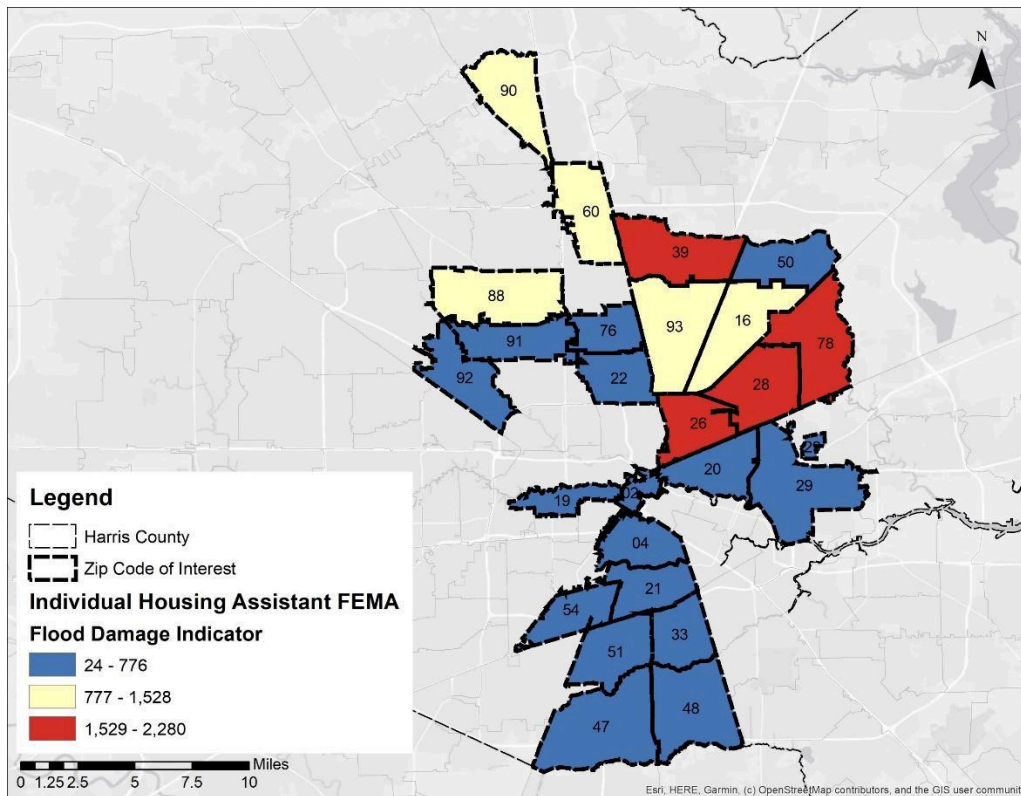 N
90
60
39
50
88
93
16
78
76
91
92
22
28
26
20
29
29
19
02
04
21
54
33
51
47
48
Legend
Harris County
Zip Code of Interest
Individual Housing Assistant FEMA
Flood Damage Indicator
24 - 776
777 - 1,528
1,529 - 2,280
Miles
0 1.25 2.5 5 7.5 10
Esri, HERE, Garmin, (c) OpenStreetMap contributors, and the GIS user communit